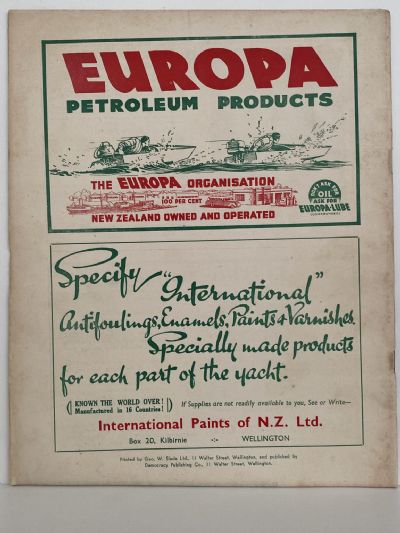 EUROPA
PETROLEUM PRODUCTS
THE EUROPA ORGANISATION
100 PER CENT
NEW ZEALAND OWNED AND OPERATED
DON'T ASK FOR
OIL
ASK FOR
EUROPA-LUBE
Specify "International"
Antifoulings, Enamels, Paints & Varnishes.
Specially made products
for each part of the yacht.
KNOWN THE WORLD OVER!
Manufactured in 16 Countries!
If Supplies are not readily available to you, See or Write—
International Paints of N.Z. Ltd.
Box 20, Kilbirnie WELLINGTON
Printed by Geo. W. Slade Ltd., 11 Walter Street, Wellington, and published by
Democracy Publishing Co., 11 Walter Street, Wellington.